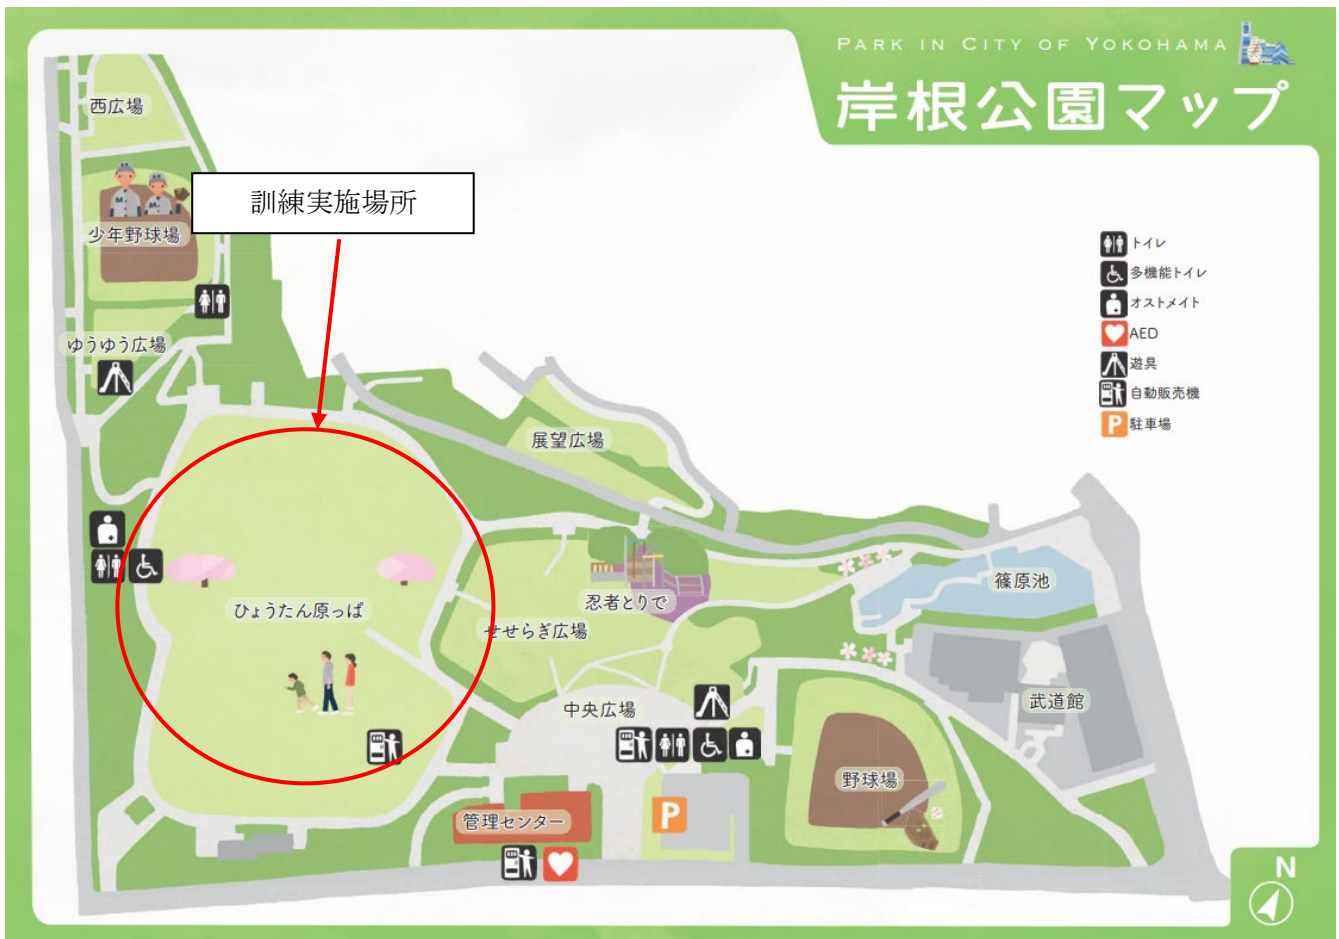 PARK IN CITY OF YOKOHAMA
岸根公園マップ
西広場
訓練実施場所
少年野球場
トイレ
多機能トイレ
オストメイト
AED
遊具
自動販売機
P 駐車場
ゆうゆう広場
展望広場
篠原池
忍者とりで
ひょうたん原っぱ
せせらぎ広場
武道館
中央広場
野球場
管理センター
P
N